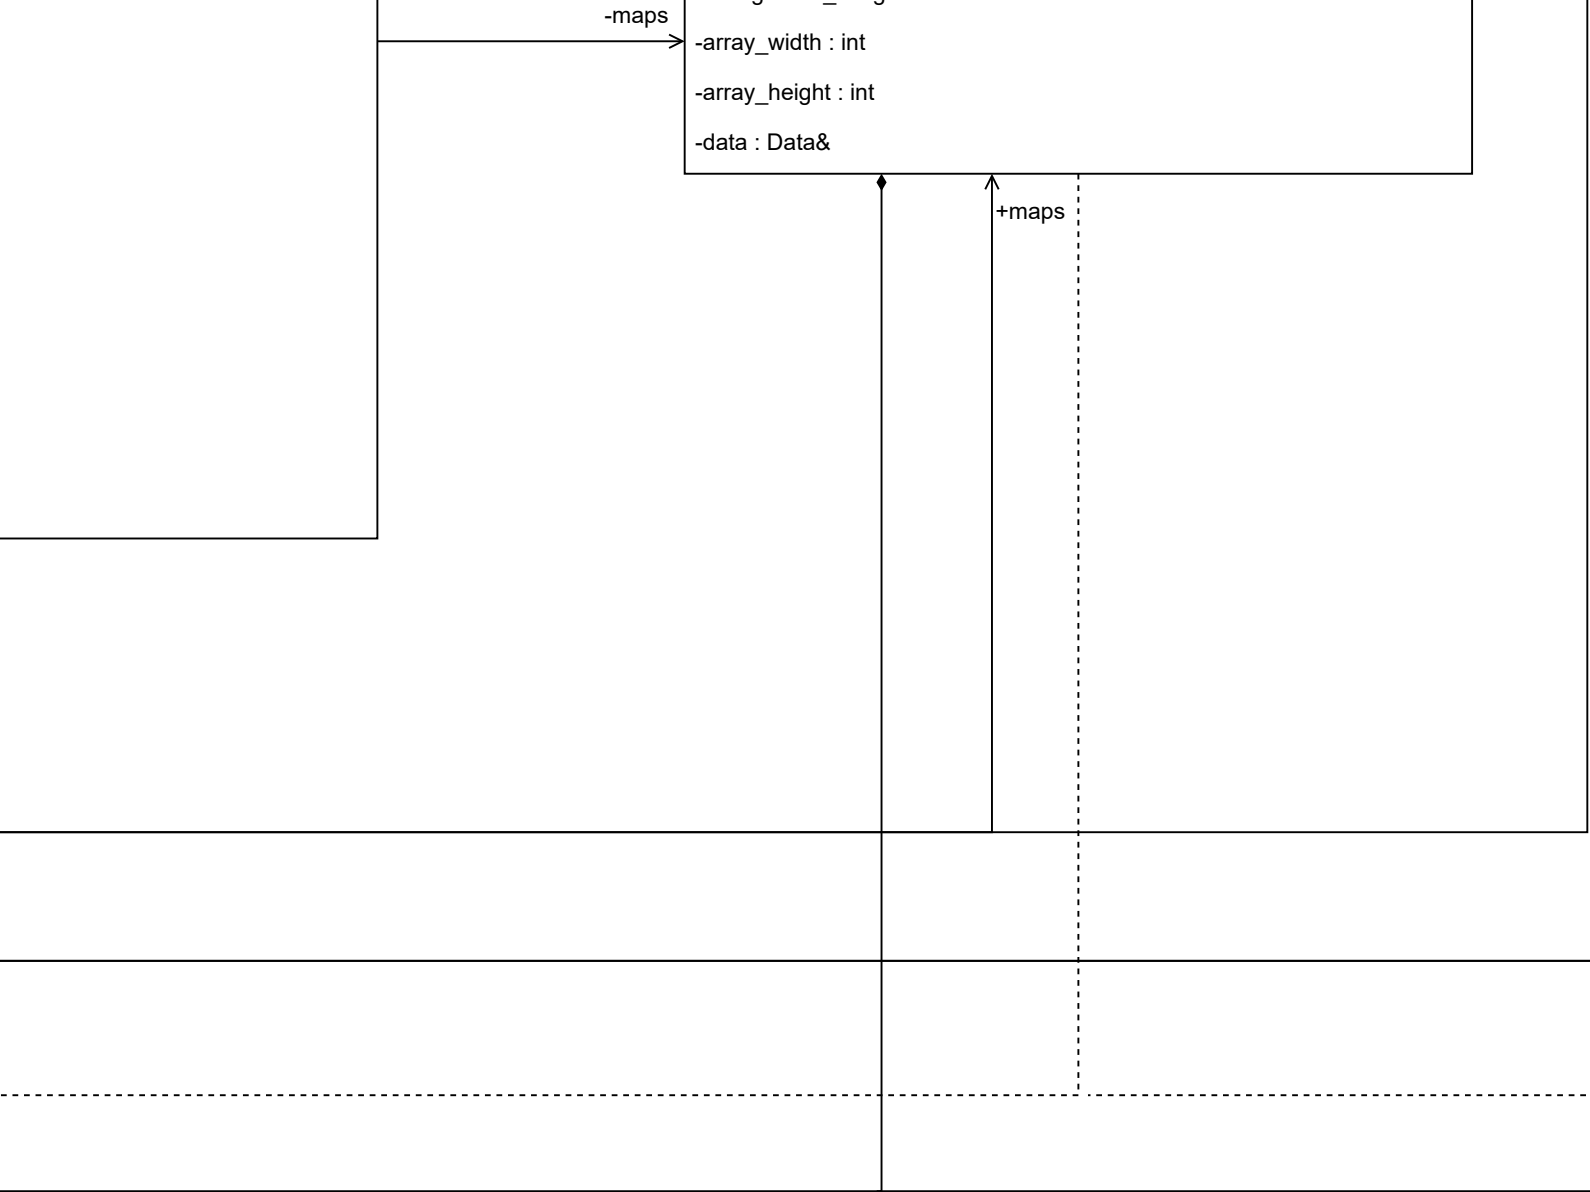 -maps
-array_width : int
-array_height : int
-data : Data&
+maps